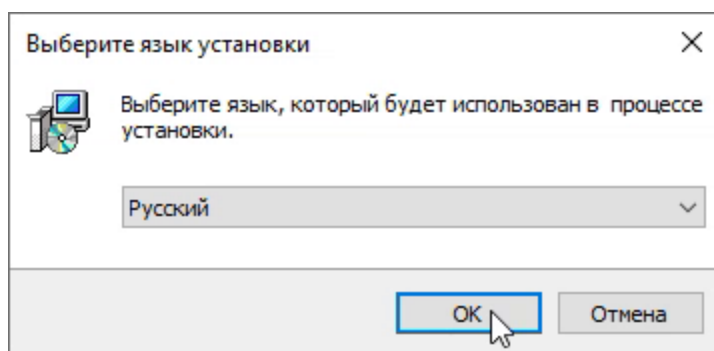 Выберите язык установки
Выберите язык, который будет использован в процессе
установки.
Русский
OK
Отмена